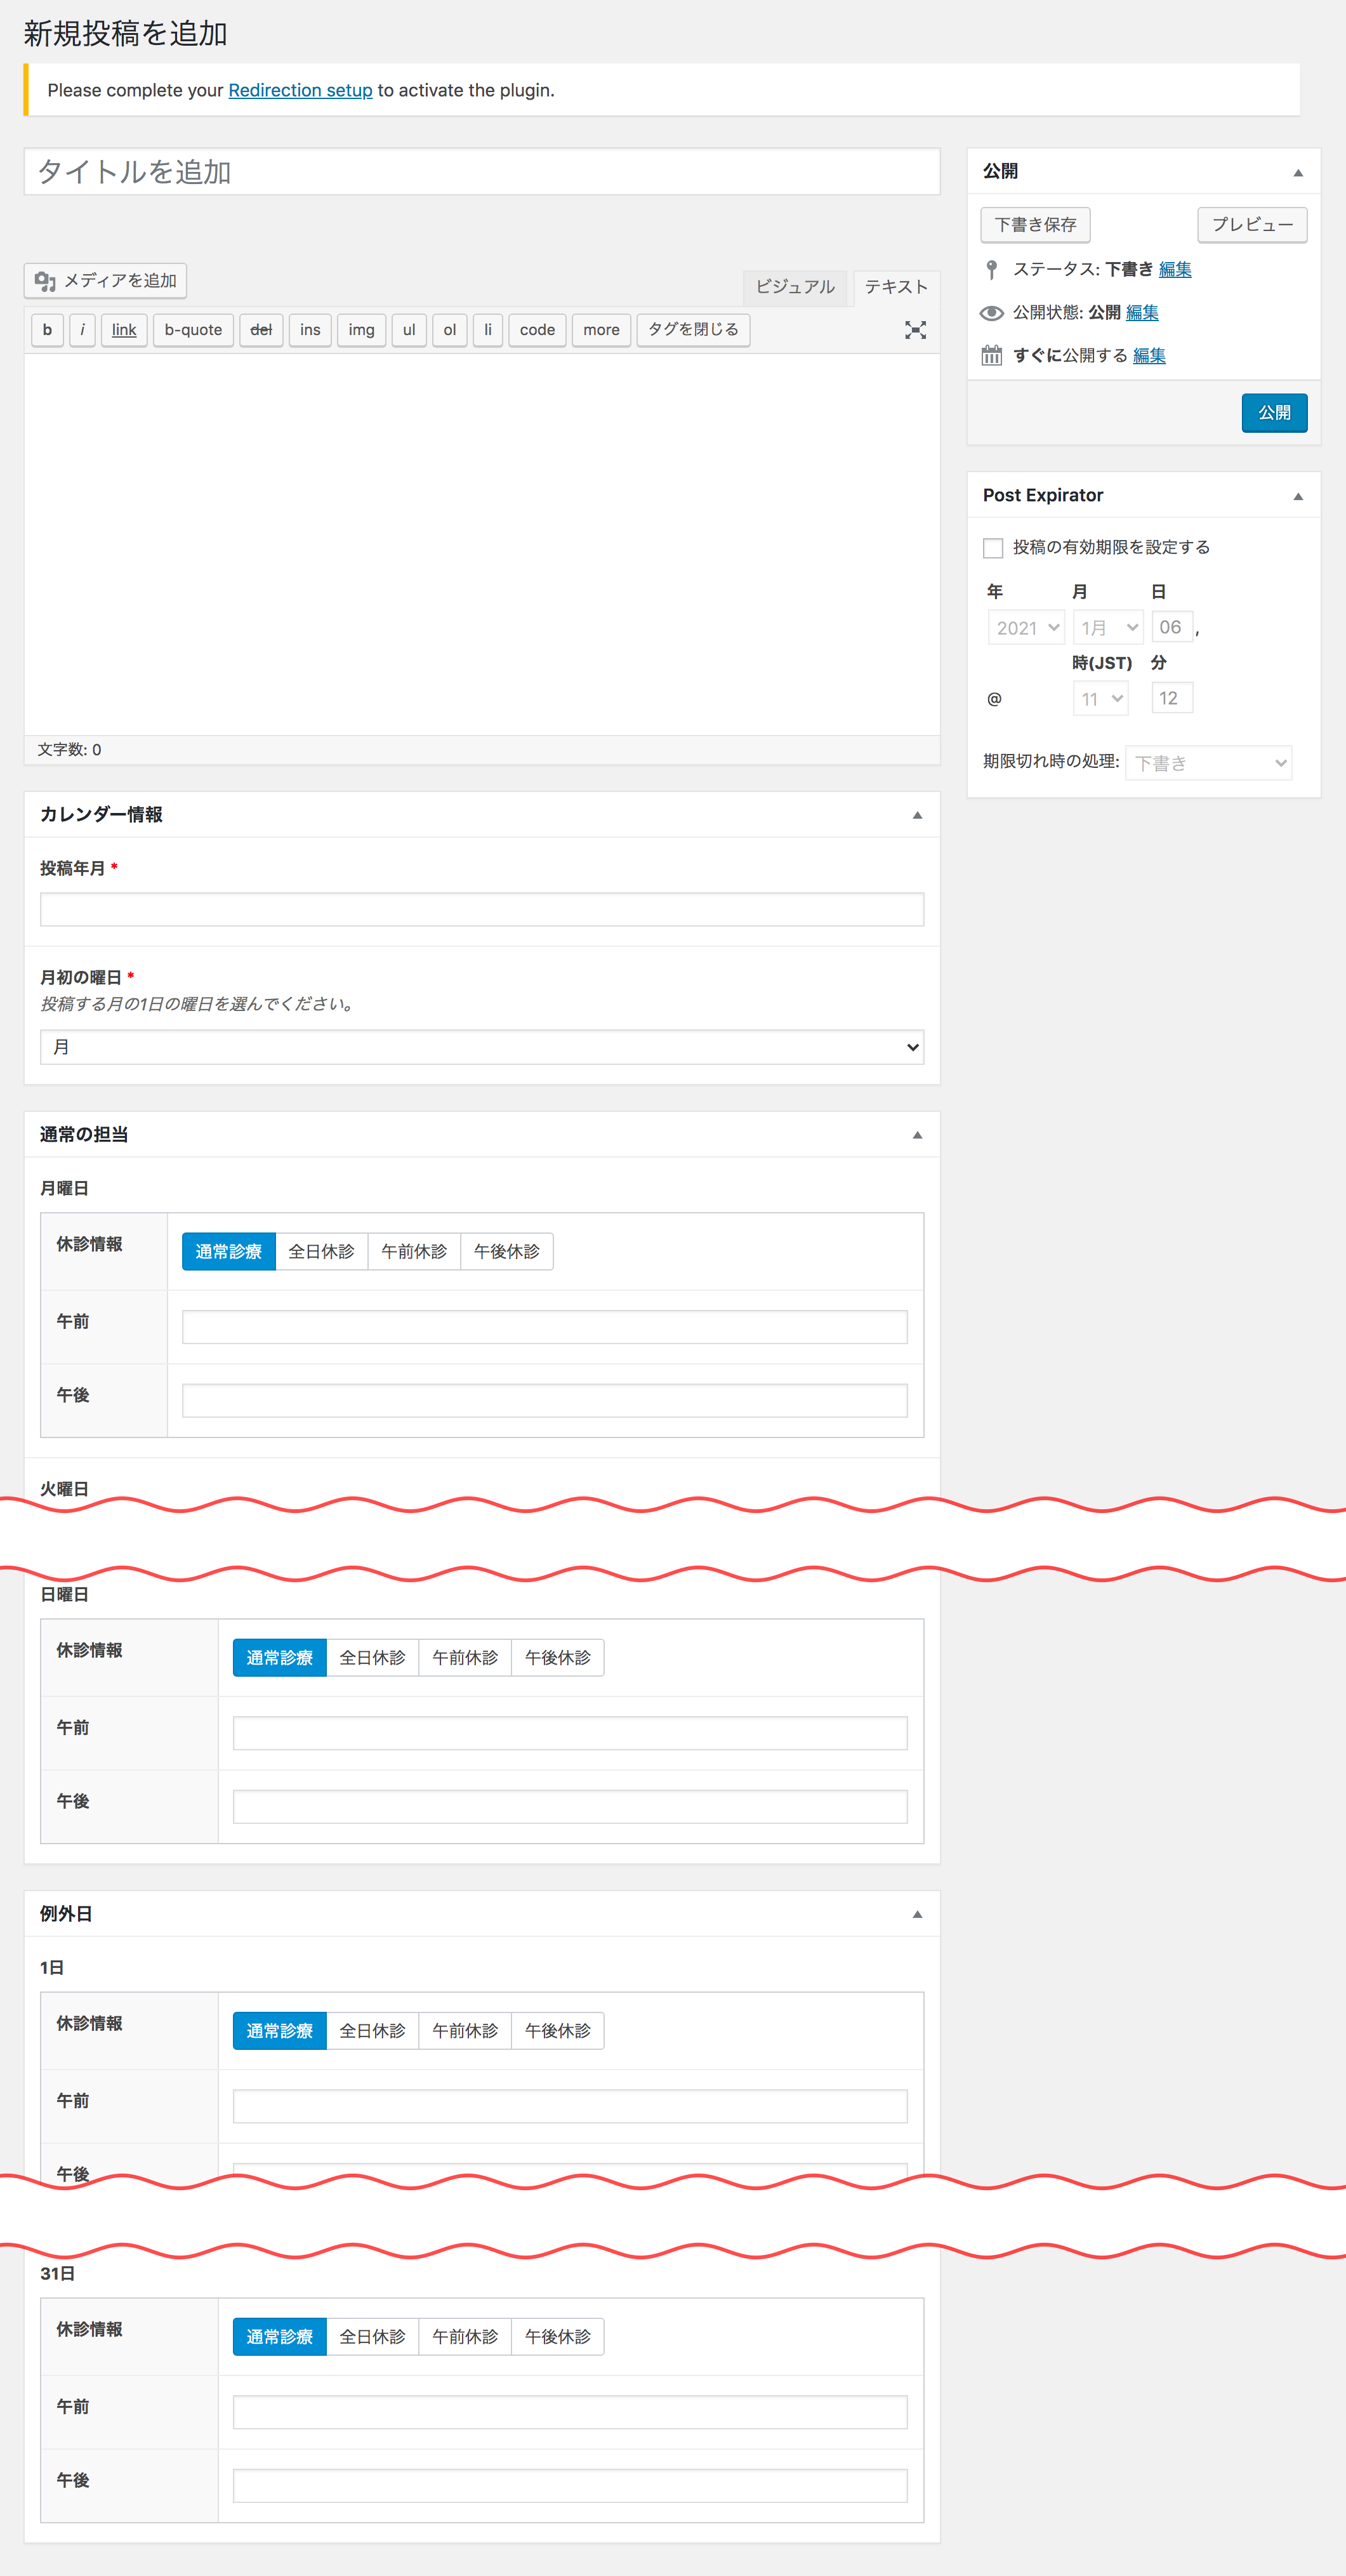 新規投稿を追加
Please complete your Redirection setup to activate the plugin.
タイトルを追加
メディアを追加
ビジュアル テキスト
b i link b-quote del ins img ul ol li code more タグを閉じる
文字数: 0
公開
下書き保存 プレビュー
ステータス: 下書き 編集
公開状態: 公開 編集
すぐに公開する 編集
公開
Post Expirator
投稿の有効期限を設定する
年 月 日
2021 1月 06 ,
時(JST) 分
@ 11 12
期限切れ時の処理: 下書き
カレンダー情報
投稿年月 *
月初の曜日 *
投稿する月の1日の曜日を選んでください。
月
通常の担当
月曜日
休診情報 通常診療 全日休診 午前休診 午後休診
午前
午後
火曜日
日曜日
休診情報 通常診療 全日休診 午前休診 午後休診
午前
午後
例外日
1日
休診情報 通常診療 全日休診 午前休診 午後休診
午前
午後
31日
休診情報 通常診療 全日休診 午前休診 午後休診
午前
午後